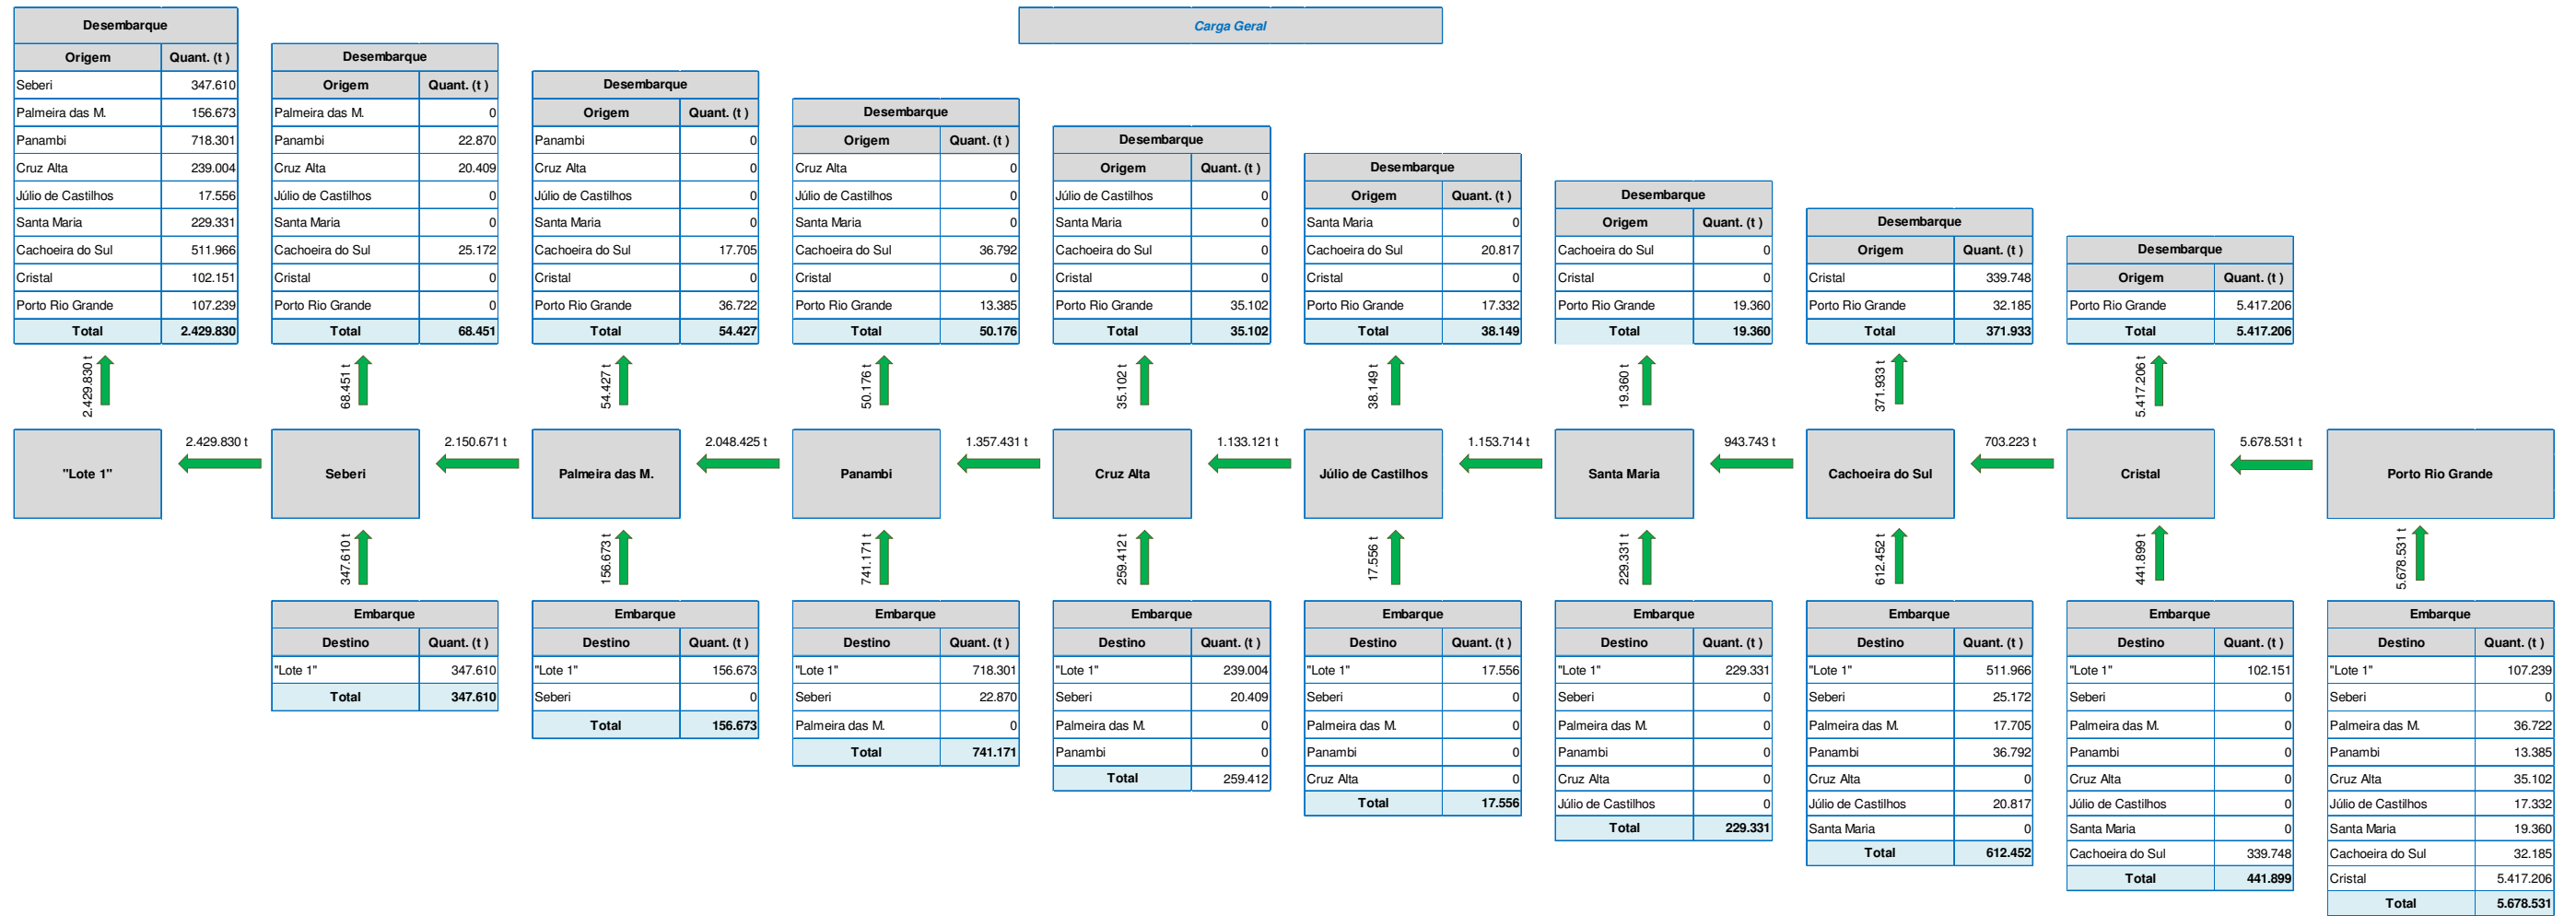 Carga Geral
Desembarque
Origem Quant. (t )
Seberi 347.610
Palmeira das M. 156.673
Panambi 718.301
Cruz Alta 239.004
Júlio de Castilhos 17.556
Santa Maria 229.331
Cachoeira do Sul 511.966
Cristal 102.151
Porto Rio Grande 107.239
Total 2.429.830
Desembarque
Origem Quant. (t )
Palmeira das M. 0
Panambi 22.870
Cruz Alta 20.409
Júlio de Castilhos 0
Santa Maria 0
Cachoeira do Sul 25.172
Cristal 0
Porto Rio Grande 0
Total 68.451
Desembarque
Origem Quant. (t )
Panambi 0
Cruz Alta 0
Júlio de Castilhos 0
Santa Maria 0
Cachoeira do Sul 17.705
Cristal 0
Porto Rio Grande 36.722
Total 54.427
Desembarque
Origem Quant. (t )
Cruz Alta 0
Júlio de Castilhos 0
Santa Maria 0
Cachoeira do Sul 36.792
Cristal 0
Porto Rio Grande 13.385
Total 50.176
Desembarque
Origem Quant. (t )
Júlio de Castilhos 0
Santa Maria 0
Cachoeira do Sul 0
Cristal 0
Porto Rio Grande 35.102
Total 35.102
Desembarque
Origem Quant. (t )
Santa Maria 0
Cachoeira do Sul 20.817
Cristal 0
Porto Rio Grande 17.332
Total 38.149
Desembarque
Origem Quant. (t )
Cachoeira do Sul 0
Cristal 0
Porto Rio Grande 19.360
Total 19.360
Desembarque
Origem Quant. (t )
Cristal 339.748
Porto Rio Grande 32.185
Total 371.933
Desembarque
Origem Quant. (t )
Porto Rio Grande 5.417.206
Total 5.417.206
2.429.830 t
68.451 t
54.427 t
50.176 t
35.102 t
38.149 t
19.360 t
371.933 t
5.417.206 t
"Lote 1"
2.429.830 t
Seberi
2.150.671 t
Palmeira das M.
2.048.425 t
Panambi
1.357.431 t
Cruz Alta
1.133.121 t
Júlio de Castilhos
1.153.714 t
Santa Maria
943.743 t
Cachoeira do Sul
703.223 t
Cristal
5.678.531 t
Porto Rio Grande
347.610 t
156.673 t
741.171 t
259.412 t
17.556 t
229.331 t
612.452 t
441.899 t
5.678.531 t
Embarque
Destino Quant. (t )
"Lote 1" 347.610
Total 347.610
Embarque
Destino Quant. (t )
"Lote 1" 156.673
Seberi 0
Total 156.673
Embarque
Destino Quant. (t )
"Lote 1" 718.301
Seberi 22.870
Palmeira das M. 0
Total 741.171
Embarque
Destino Quant. (t )
"Lote 1" 239.004
Seberi 20.409
Palmeira das M. 0
Panambi 0
Total 259.412
Embarque
Destino Quant. (t )
"Lote 1" 17.556
Seberi 0
Palmeira das M. 0
Panambi 0
Cruz Alta 0
Total 17.556
Embarque
Destino Quant. (t )
"Lote 1" 229.331
Seberi 0
Palmeira das M. 0
Panambi 0
Cruz Alta 0
Júlio de Castilhos 0
Total 229.331
Embarque
Destino Quant. (t )
"Lote 1" 511.966
Seberi 25.172
Palmeira das M. 17.705
Panambi 36.792
Cruz Alta 0
Júlio de Castilhos 20.817
Santa Maria 0
Total 612.452
Embarque
Destino Quant. (t )
"Lote 1" 102.151
Seberi 0
Palmeira das M. 0
Panambi 0
Cruz Alta 0
Júlio de Castilhos 0
Santa Maria 0
Cachoeira do Sul 339.748
Total 441.899
Embarque
Destino Quant. (t )
"Lote 1" 107.239
Seberi 0
Palmeira das M. 36.722
Panambi 13.385
Cruz Alta 35.102
Júlio de Castilhos 17.332
Santa Maria 19.360
Cachoeira do Sul 32.185
Cristal 5.417.206
Total 5.678.531